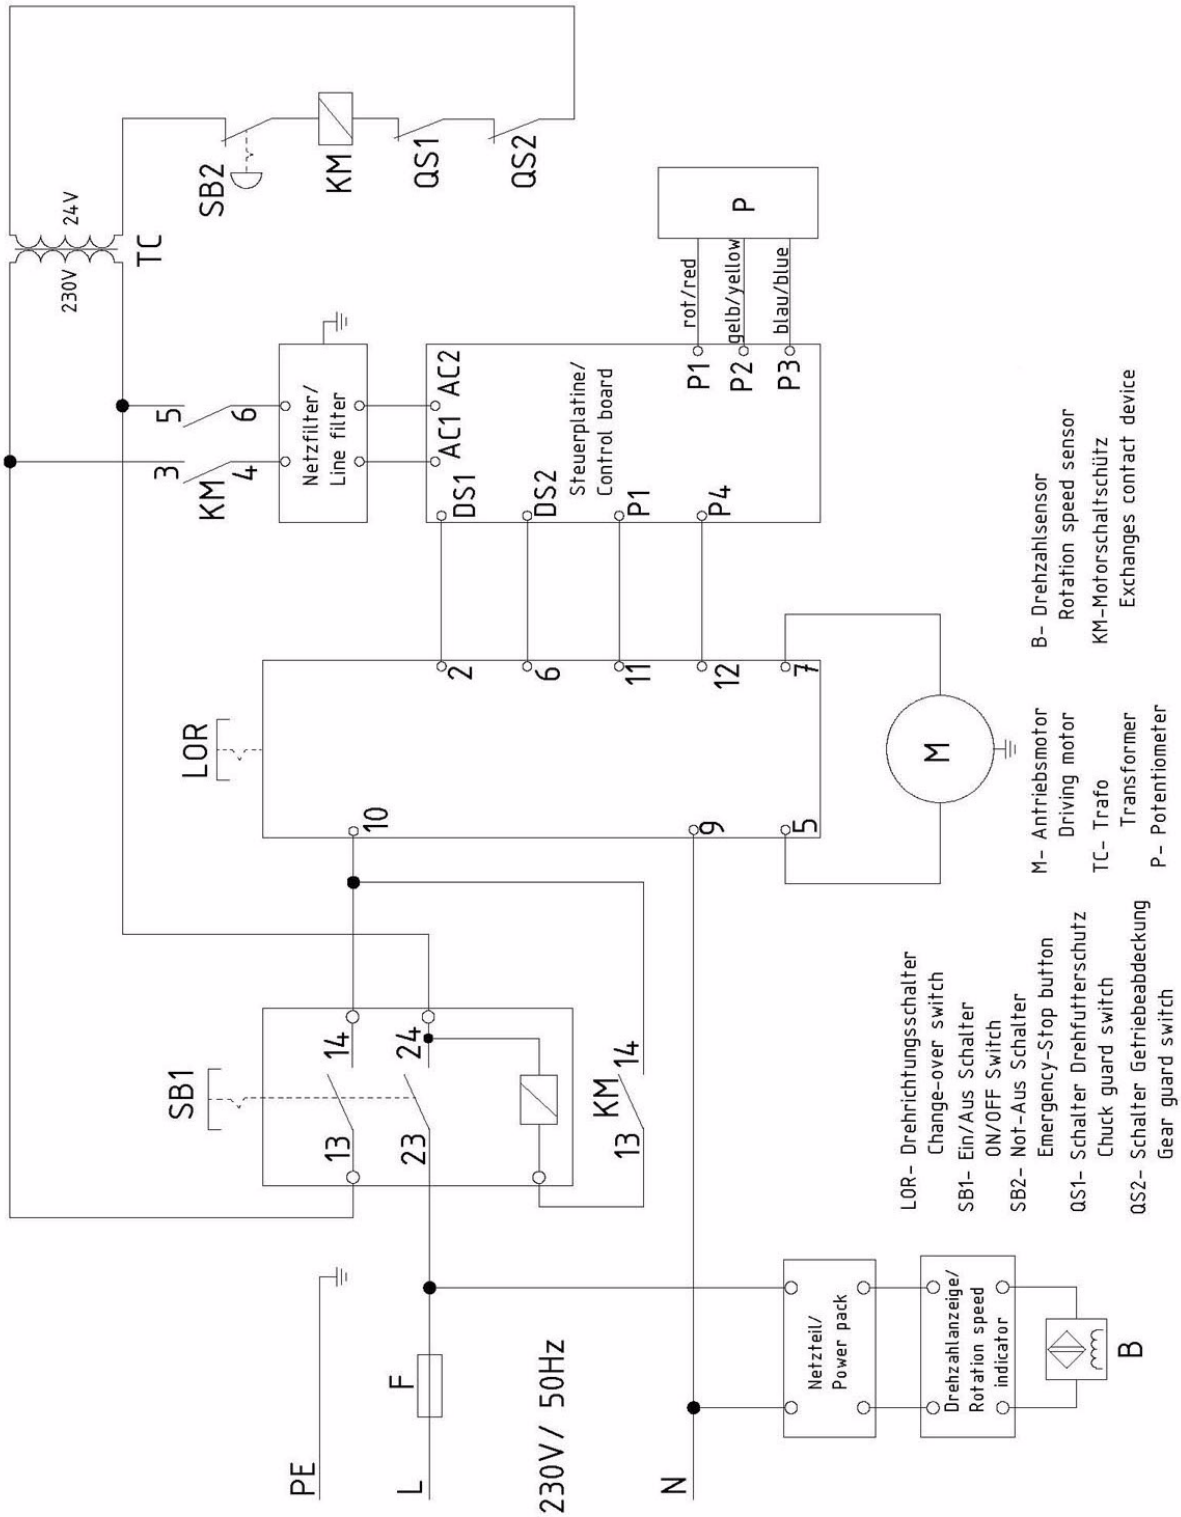 PE
L
F
230V/ 50Hz
N
SB1
13
14
23
24
KM
13
14
LOR
10
9
5
2
6
11
12
7
M
KM
3
4
5
6
Netzfilter/
Line filter
AC1
AC2
DS1
DS2
P1
P4
Steuerplatine/
Control board
P1
P2
P3
rot/red
gelb/yellow
blau/blue
P
230V
24V
TC
SB2
KM
QS1
QS2
Netzteil/
Power pack
Drehzahlanzeige/
Rotation speed
indicator
B
LOR- Drehrichtungsschalter
Change-over switch
SB1- Ein/Aus Schalter
ON/OFF Switch
SB2- Not-Aus Schalter
Emergency-Stop button
QS1- Schalter Drehfutterschutz
Chuck guard switch
QS2- Schalter Getriebeabdeckung
Gear guard switch
M- Antriebsmotor
Driving motor
TC- Trafo
Transformer
P- Potentiometer
B- Drehzahlsensor
Rotation speed sensor
KM-Motorschaltschütz
Exchanges contact device